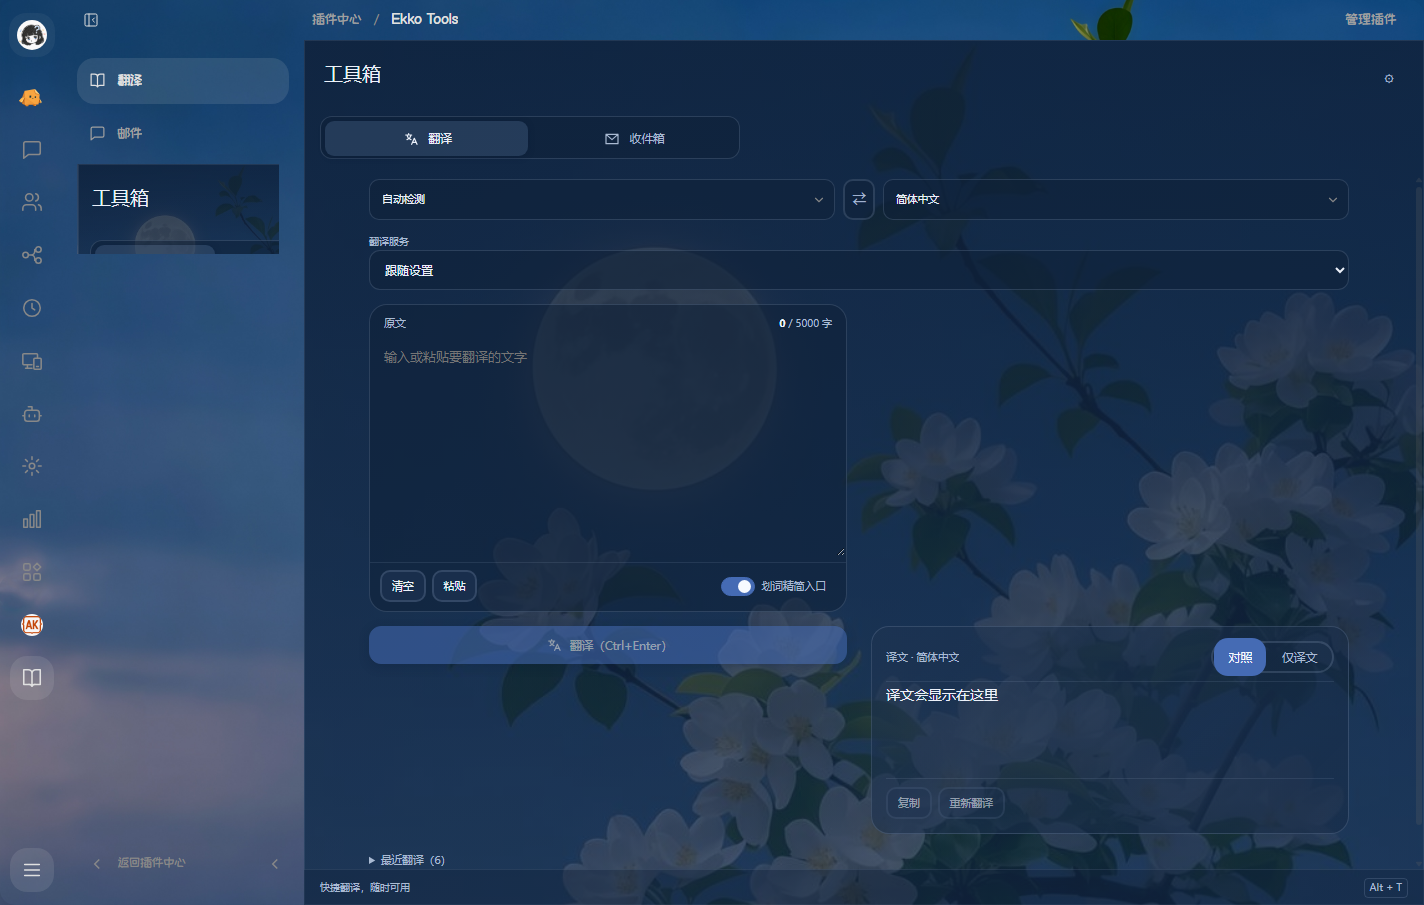 插件中心 / Ekko Tools
管理插件
翻译
邮件
工具箱
工具箱
翻译
收件箱
自动检测
简体中文
翻译服务
跟随设置
原文
0 / 5000 字
输入或粘贴要翻译的文字
清空
粘贴
划词精简入口
翻译（Ctrl+Enter）
译文 · 简体中文
对照
仅译文
译文会显示在这里
复制
重新翻译
AK
返回插件中心
最近翻译（6）
快捷翻译，随时可用
Alt + T